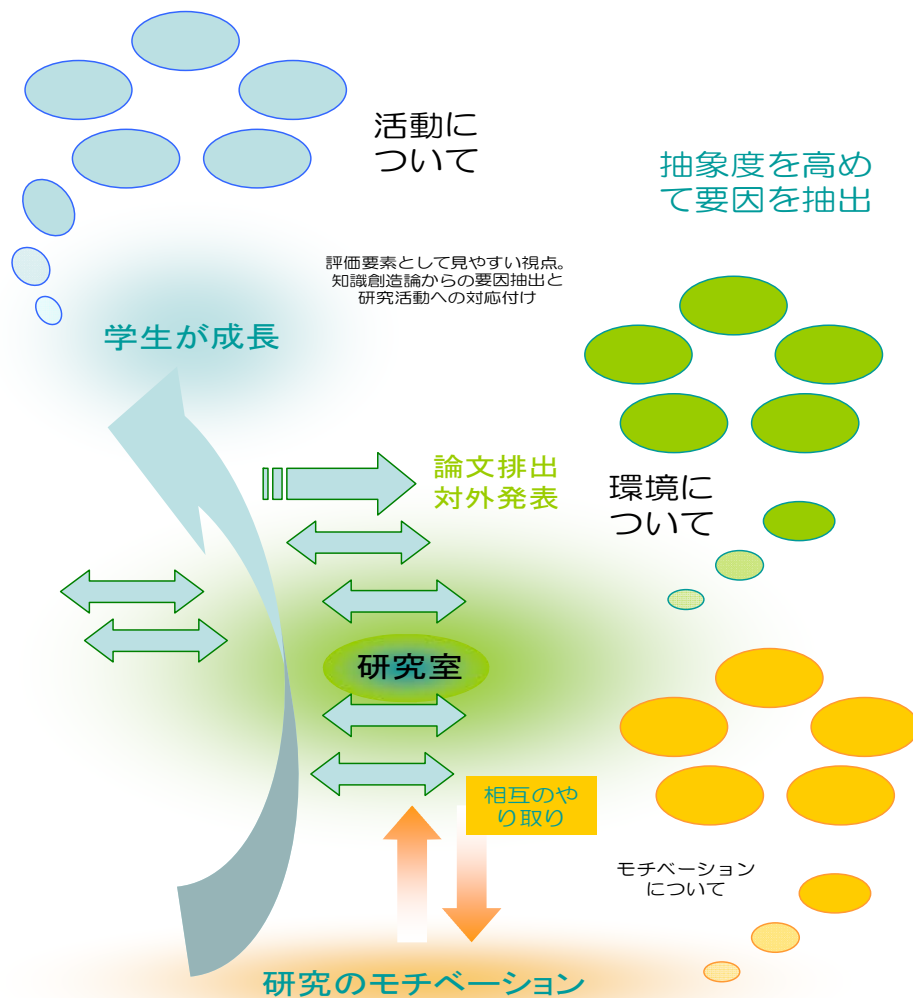 活動に
ついて
抽象度を高め
て要因を抽出
評価要素として見やすい視点。
知識創造論からの要因抽出と
研究活動への対応付け
学生が成長
論文排出
対外発表
環境に
ついて
研究室
相互のや
り取り
モチベーション
について
研究のモチベーション